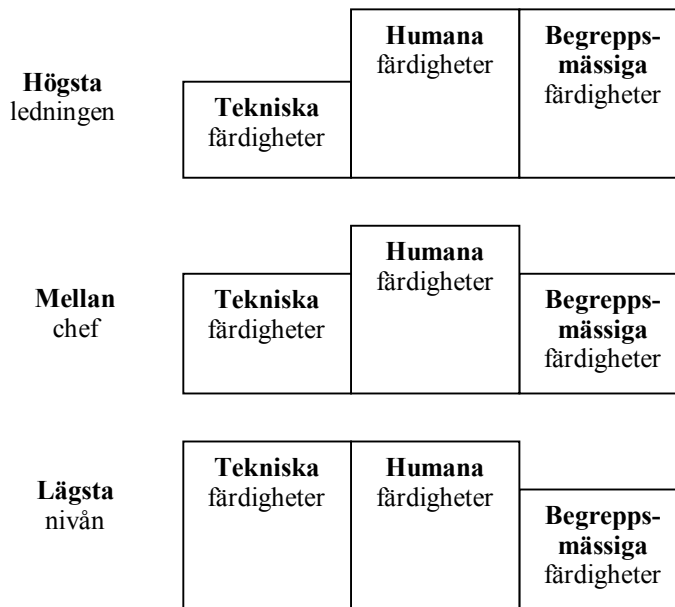 Högsta
ledningen
Tekniska
färdigheter
Humana
färdigheter
Begrepps-
mässiga
färdigheter
Mellan
chef
Tekniska
färdigheter
Humana
färdigheter
Begrepps-
mässiga
färdigheter
Lägsta
nivån
Tekniska
färdigheter
Humana
färdigheter
Begrepps-
mässiga
färdigheter